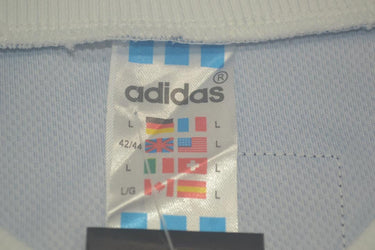 adidas ®
L L
42/44 L
L L
L/G L